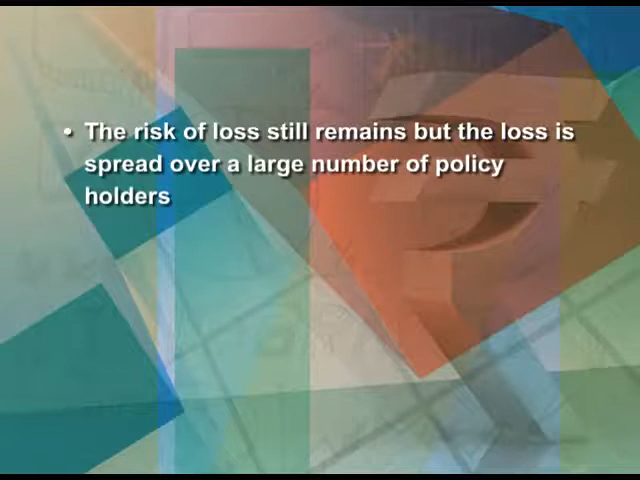 • The risk of loss still remains but the loss is
spread over a large number of policy
holders